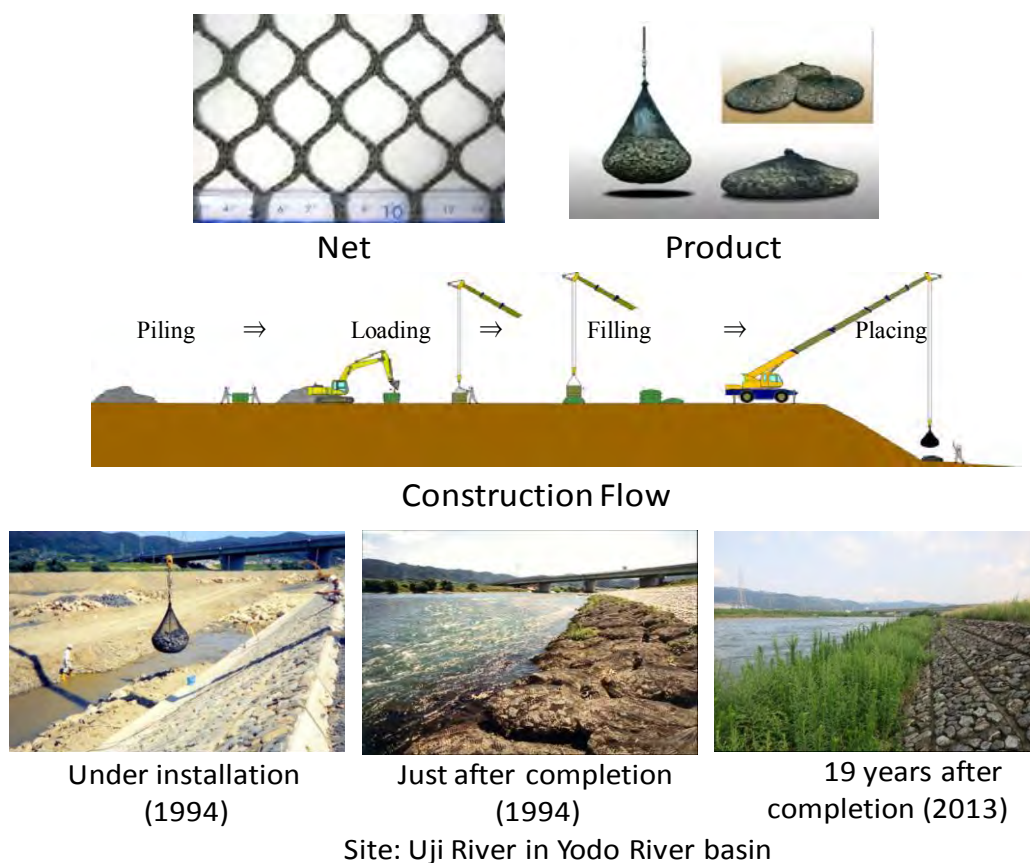 Net
Product
10
Piling ⇒ Loading ⇒ Filling ⇒ Placing
Construction Flow
Under installation
(1994)
Just after completion
(1994)
19 years after
completion (2013)
Site: Uji River in Yodo River basin